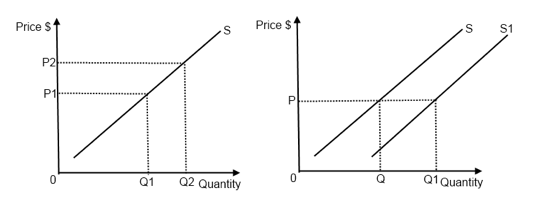 Price $
S
P2
P1
0
Q1
Q2
Quantity
Price $
S
S1
P
0
Q
Q1
Quantity